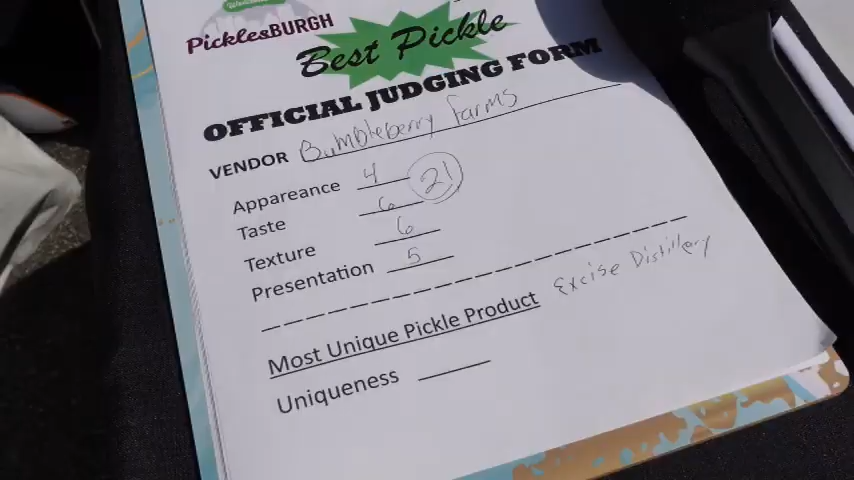 PicklesBURGH
Best Pickle
OFFICIAL JUDGING FORM
VENDOR Bumbleberry Farms
Appareance 4 21
Taste 6
Texture 6
Presentation 5
Most Unique Pickle Product Excise Distillery
Uniqueness